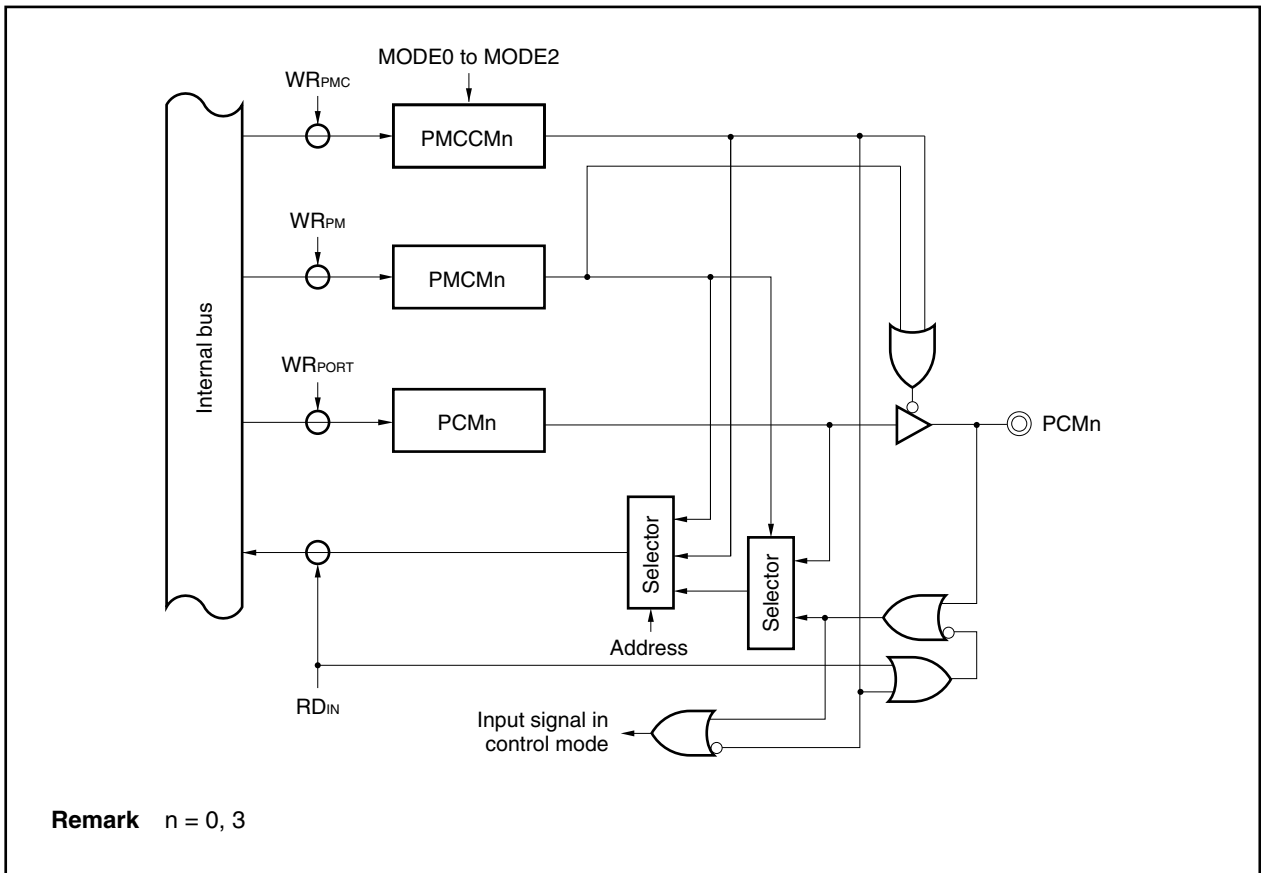 MODE0 to MODE2
WRPMC
PMCCMn
WRPM
PMCMn
Internal bus
WRPORT
PCMn
PCMn
Selector
Selector
Address
RDIN
Input signal in
control mode
Remark n = 0, 3